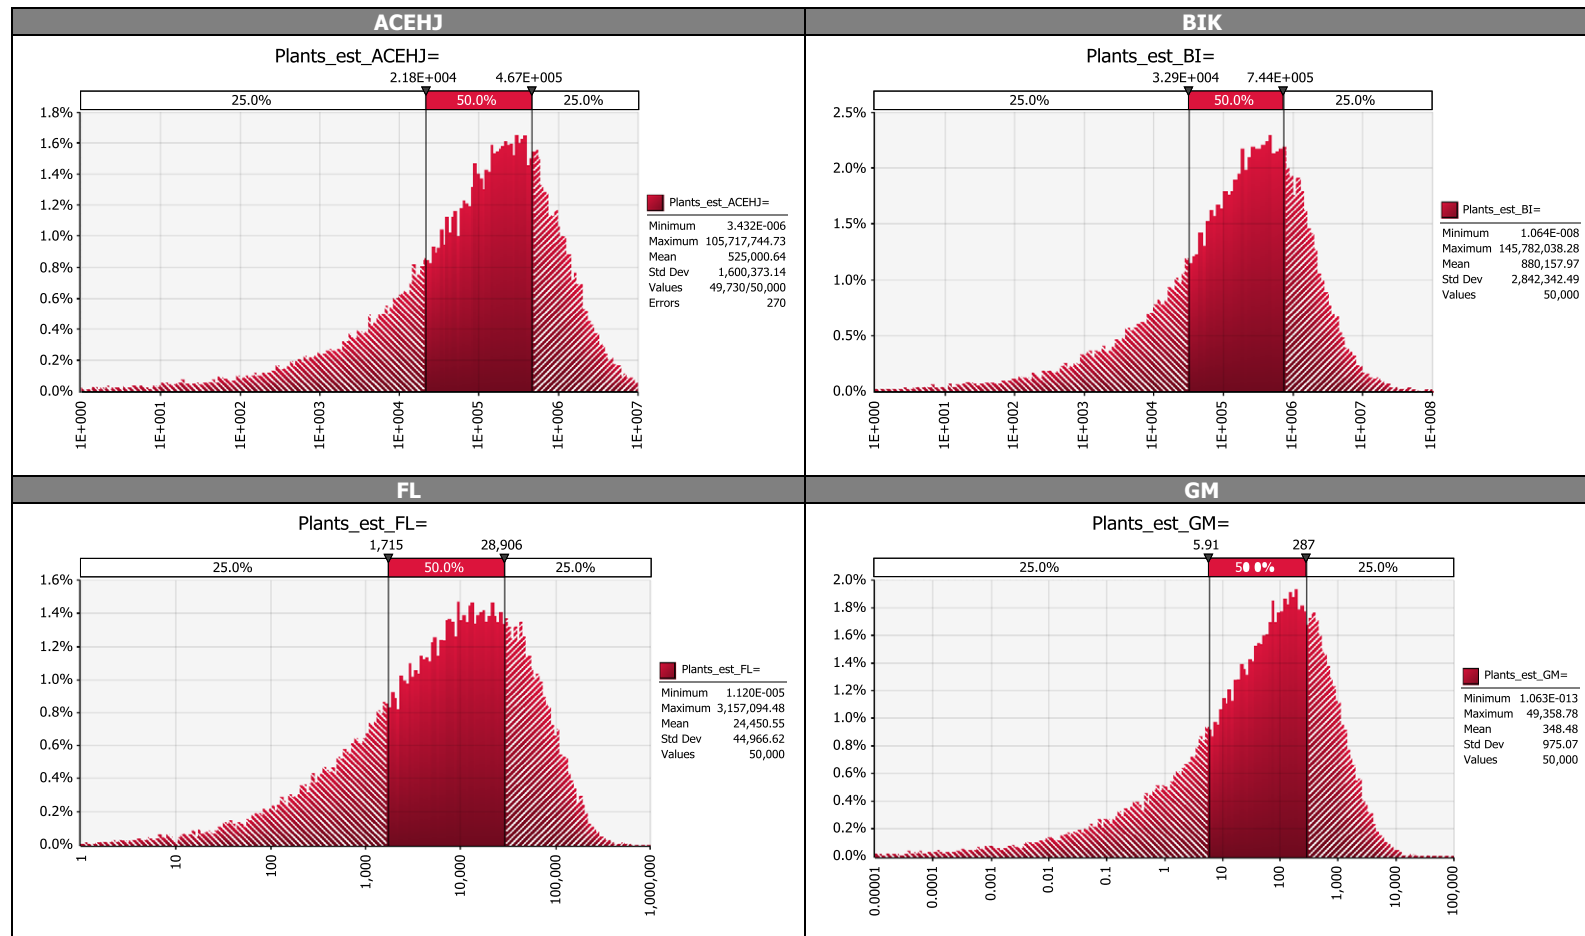 ACEHJ
Plants_est_ACEHJ=
2.18E+004 4.67E+005
25.0% 50.0% 25.0%
1.8%
1.6%
1.4%
1.2%
1.0%
0.8%
0.6%
0.4%
0.2%
0.0%
1E+000 1E+001 1E+002 1E+003 1E+004 1E+005 1E+006 1E+007
Plants_est_ACEHJ=
Minimum 3.432E-006
Maximum 105,717,744.73
Mean 525,000.64
Std Dev 1,600,373.14
Values 49,730/50,000
Errors 270
BIK
Plants_est_BI=
3.29E+004 7.44E+005
25.0% 50.0% 25.0%
2.5%
2.0%
1.5%
1.0%
0.5%
0.0%
1E+000 1E+001 1E+002 1E+003 1E+004 1E+005 1E+006 1E+007 1E+008
Plants_est_BI=
Minimum 1.064E-008
Maximum 145,782,038.28
Mean 880,157.97
Std Dev 2,842,342.49
Values 50,000
FL
Plants_est_FL=
1,715 28,906
25.0% 50.0% 25.0%
1.6%
1.4%
1.2%
1.0%
0.8%
0.6%
0.4%
0.2%
0.0%
1 10 100 1,000 10,000 100,000 1,000,000
Plants_est_FL=
Minimum 1.120E-005
Maximum 3,157,094.48
Mean 24,450.55
Std Dev 44,966.62
Values 50,000
GM
Plants_est_GM=
5.91 287
25.0% 50 0% 25.0%
2.0%
1.8%
1.6%
1.4%
1.2%
1.0%
0.8%
0.6%
0.4%
0.2%
0.0%
0.00001 0.0001 0.001 0.01 0.1 1 10 100 1,000 10,000 100,000
Plants_est_GM=
Minimum 1.063E-013
Maximum 49,358.78
Mean 348.48
Std Dev 975.07
Values 50,000